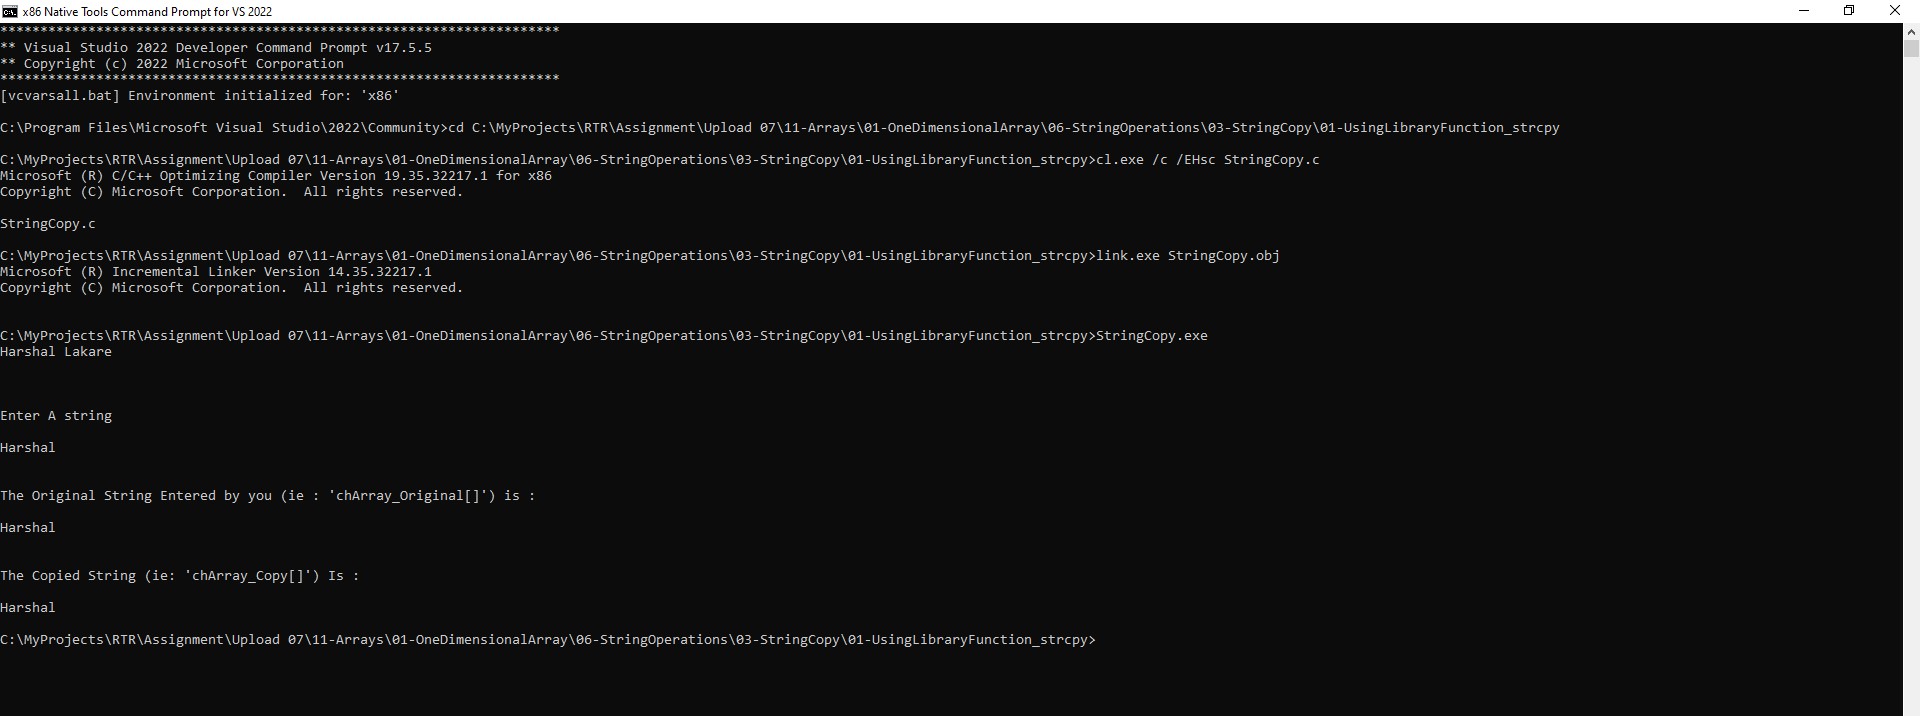 x86 Native Tools Command Prompt for VS 2022
**********************************************************************
** Visual Studio 2022 Developer Command Prompt v17.5.5
** Copyright (c) 2022 Microsoft Corporation
**********************************************************************
[vcvarsall.bat] Environment initialized for: 'x86'
C:\Program Files\Microsoft Visual Studio\2022\Community>cd C:\MyProjects\RTR\Assignment\Upload 07\11-Arrays\01-OneDimensionalArray\06-StringOperations\03-StringCopy\01-UsingLibraryFunction_strcpy
C:\MyProjects\RTR\Assignment\Upload 07\11-Arrays\01-OneDimensionalArray\06-StringOperations\03-StringCopy\01-UsingLibraryFunction_strcpy>cl.exe /c /EHsc StringCopy.c
Microsoft (R) C/C++ Optimizing Compiler Version 19.35.32217.1 for x86
Copyright (C) Microsoft Corporation.  All rights reserved.
StringCopy.c
C:\MyProjects\RTR\Assignment\Upload 07\11-Arrays\01-OneDimensionalArray\06-StringOperations\03-StringCopy\01-UsingLibraryFunction_strcpy>link.exe StringCopy.obj
Microsoft (R) Incremental Linker Version 14.35.32217.1
Copyright (C) Microsoft Corporation.  All rights reserved.
C:\MyProjects\RTR\Assignment\Upload 07\11-Arrays\01-OneDimensionalArray\06-StringOperations\03-StringCopy\01-UsingLibraryFunction_strcpy>StringCopy.exe
Harshal Lakare
Enter A string
Harshal
The Original String Entered by you (ie : 'chArray_Original[]') is :
Harshal
The Copied String (ie: 'chArray_Copy[]') Is :
Harshal
C:\MyProjects\RTR\Assignment\Upload 07\11-Arrays\01-OneDimensionalArray\06-StringOperations\03-StringCopy\01-UsingLibraryFunction_strcpy>